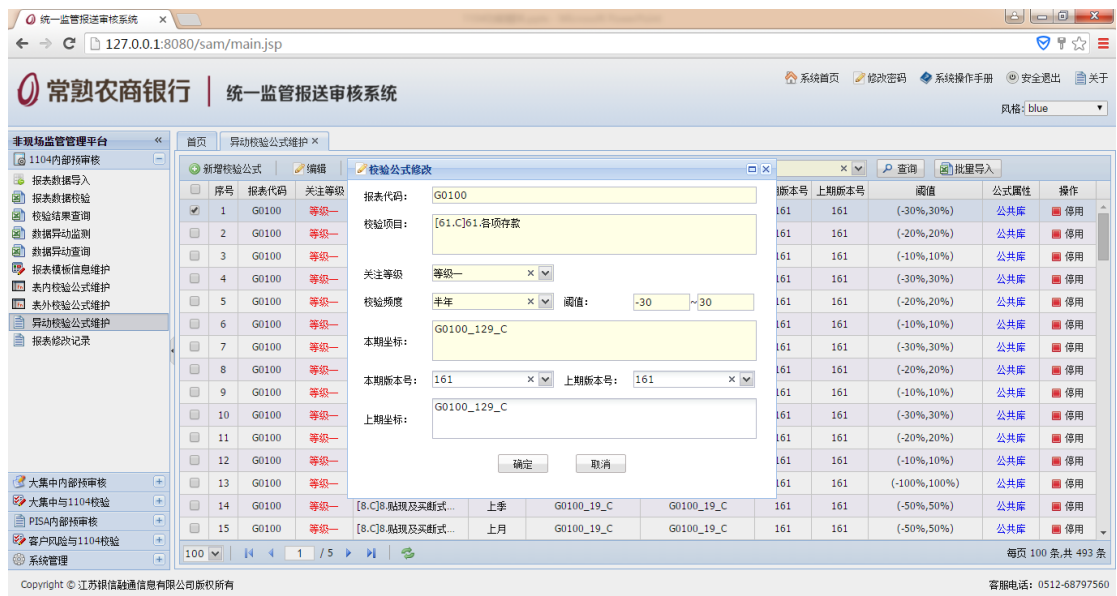 统一监管报送审核系统
127.0.0.1:8080/sam/main.jsp
常熟农商银行 统一监管报送审核系统
系统首页 修改密码 系统操作手册 安全退出 关于
风格: blue
非现场监管管理平台
1104内部预审核
报表数据导入
报表数据校验
校验结果查询
数据异动监测
数据异动查询
报表模板信息维护
表内校验公式维护
表外校验公式维护
异动校验公式维护
报表修改记录
大集中内部预审核
大集中与1104校验
PISA内部预审核
客户风险与1104校验
系统管理
首页 异动校验公式维护
新增校验公式 编辑 查询 批量导入
序号 报表代码 关注等级 期版本号 上期版本号 阈值 公式属性 操作
1 G0100 等级一 161 161 (-30%,30%) 公共库 停用
2 G0100 等级一 161 161 (-20%,20%) 公共库 停用
3 G0100 等级一 161 161 (-10%,10%) 公共库 停用
4 G0100 等级一 161 161 (-30%,30%) 公共库 停用
5 G0100 等级一 161 161 (-20%,20%) 公共库 停用
6 G0100 等级一 161 161 (-10%,10%) 公共库 停用
7 G0100 等级一 161 161 (-30%,30%) 公共库 停用
8 G0100 等级一 161 161 (-20%,20%) 公共库 停用
9 G0100 等级一 161 161 (-10%,10%) 公共库 停用
10 G0100 等级一 161 161 (-30%,30%) 公共库 停用
11 G0100 等级一 161 161 (-20%,20%) 公共库 停用
12 G0100 等级一 161 161 (-10%,10%) 公共库 停用
13 G0100 等级一 161 161 (-100%,100%) 公共库 停用
14 G0100 等级一 [8.C]8.贴现及买断式... 上季 G0100_19_C G0100_19_C 161 161 (-50%,50%) 公共库 停用
15 G0100 等级一 [8.C]8.贴现及买断式... 上月 G0100_19_C G0100_19_C 161 161 (-50%,50%) 公共库 停用
校验公式修改
报表代码: G0100
校验项目: [61.C]61.各项存款
关注等级 等级一
校验频度 半年 阈值: -30 ~ 30
本期坐标: G0100_129_C
本期版本号: 161 上期版本号: 161
上期坐标: G0100_129_C
确定 取消
100 1 / 5 每页 100 条,共 493 条
Copyright © 江苏银信融通信息有限公司版权所有 客服电话: 0512-68797560